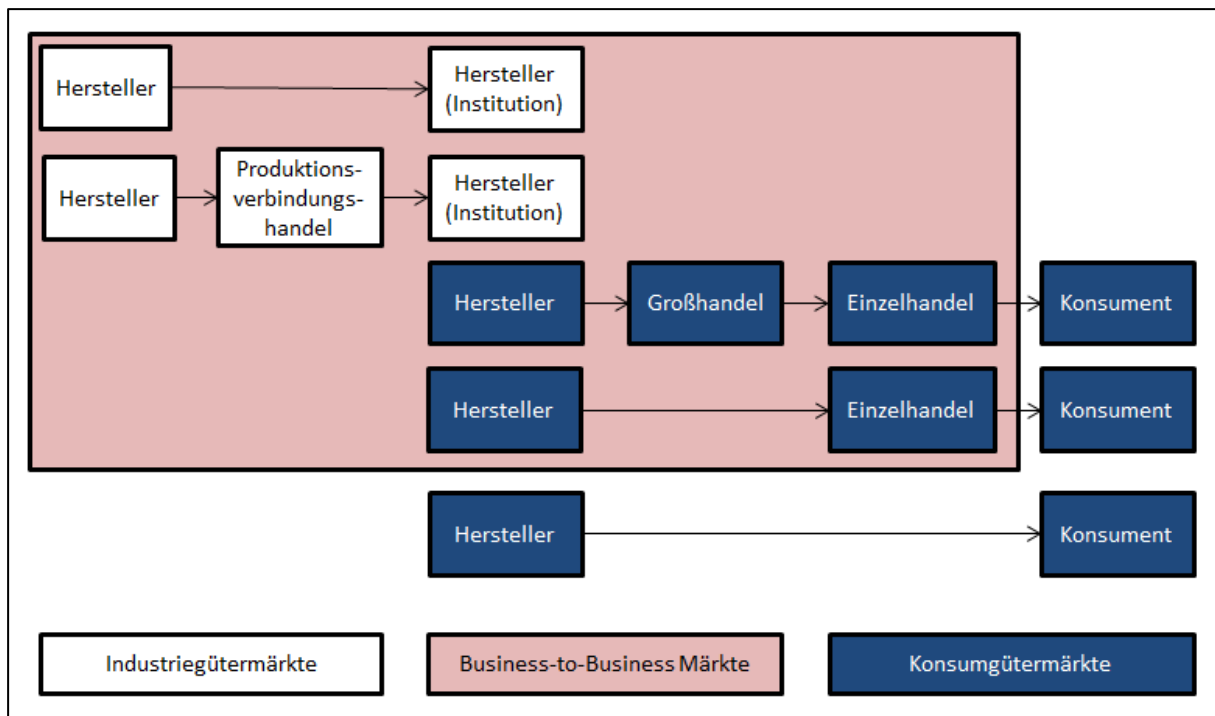 Hersteller
Hersteller
(Institution)
Hersteller
Produktions-
verbindungs-
handel
Hersteller
(Institution)
Hersteller
Großhandel
Einzelhandel
Konsument
Hersteller
Einzelhandel
Konsument
Hersteller
Konsument
Industriegütermärkte
Business-to-Business Märkte
Konsumgütermärkte